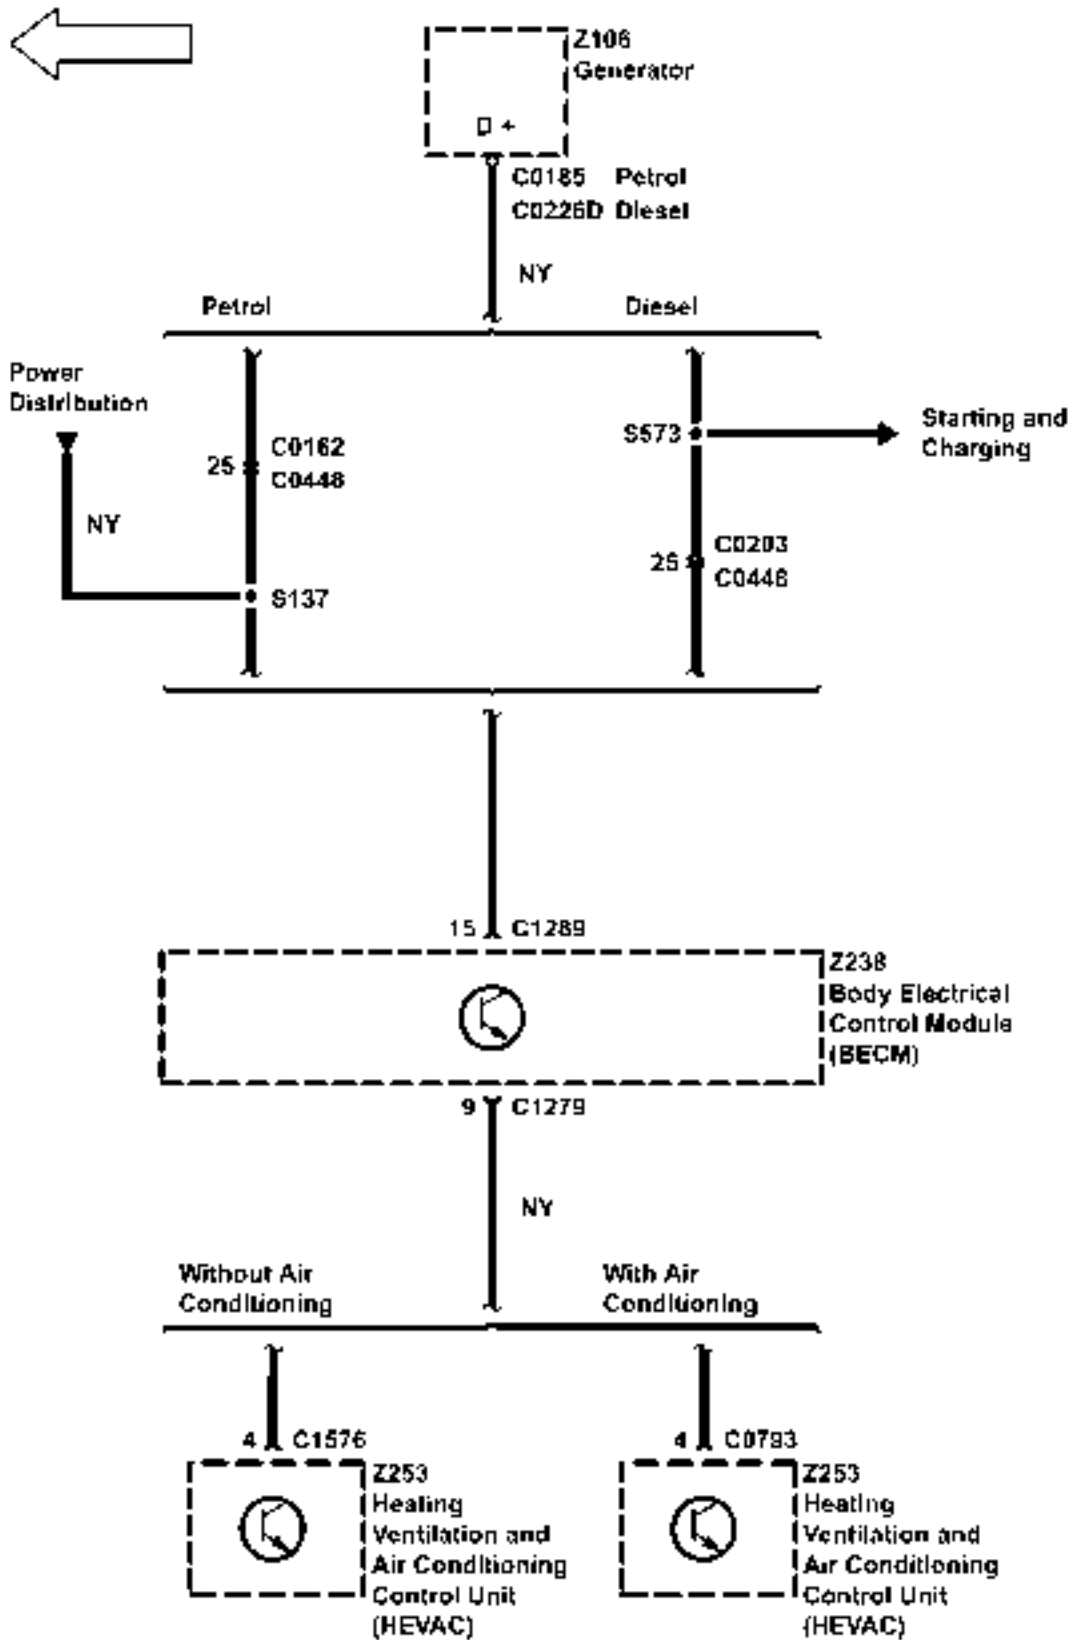 Z106
Generator
D +
C0185 Petrol
C0226D Diesel
NY
Petrol
Diesel
Power
Distribution
C0162
25
C0448
NY
S137
S573
Starting and
Charging
C0203
25
C0448
15 C1289
Z238
Body Electrical
Control Module
(BECM)
9 C1279
NY
Without Air
Conditioning
With Air
Conditioning
4 C1576
Z253
Heating
Ventilation and
Air Conditioning
Control Unit
(HEVAC)
4 C0793
Z253
Heating
Ventilation and
Air Conditioning
Control Unit
(HEVAC)